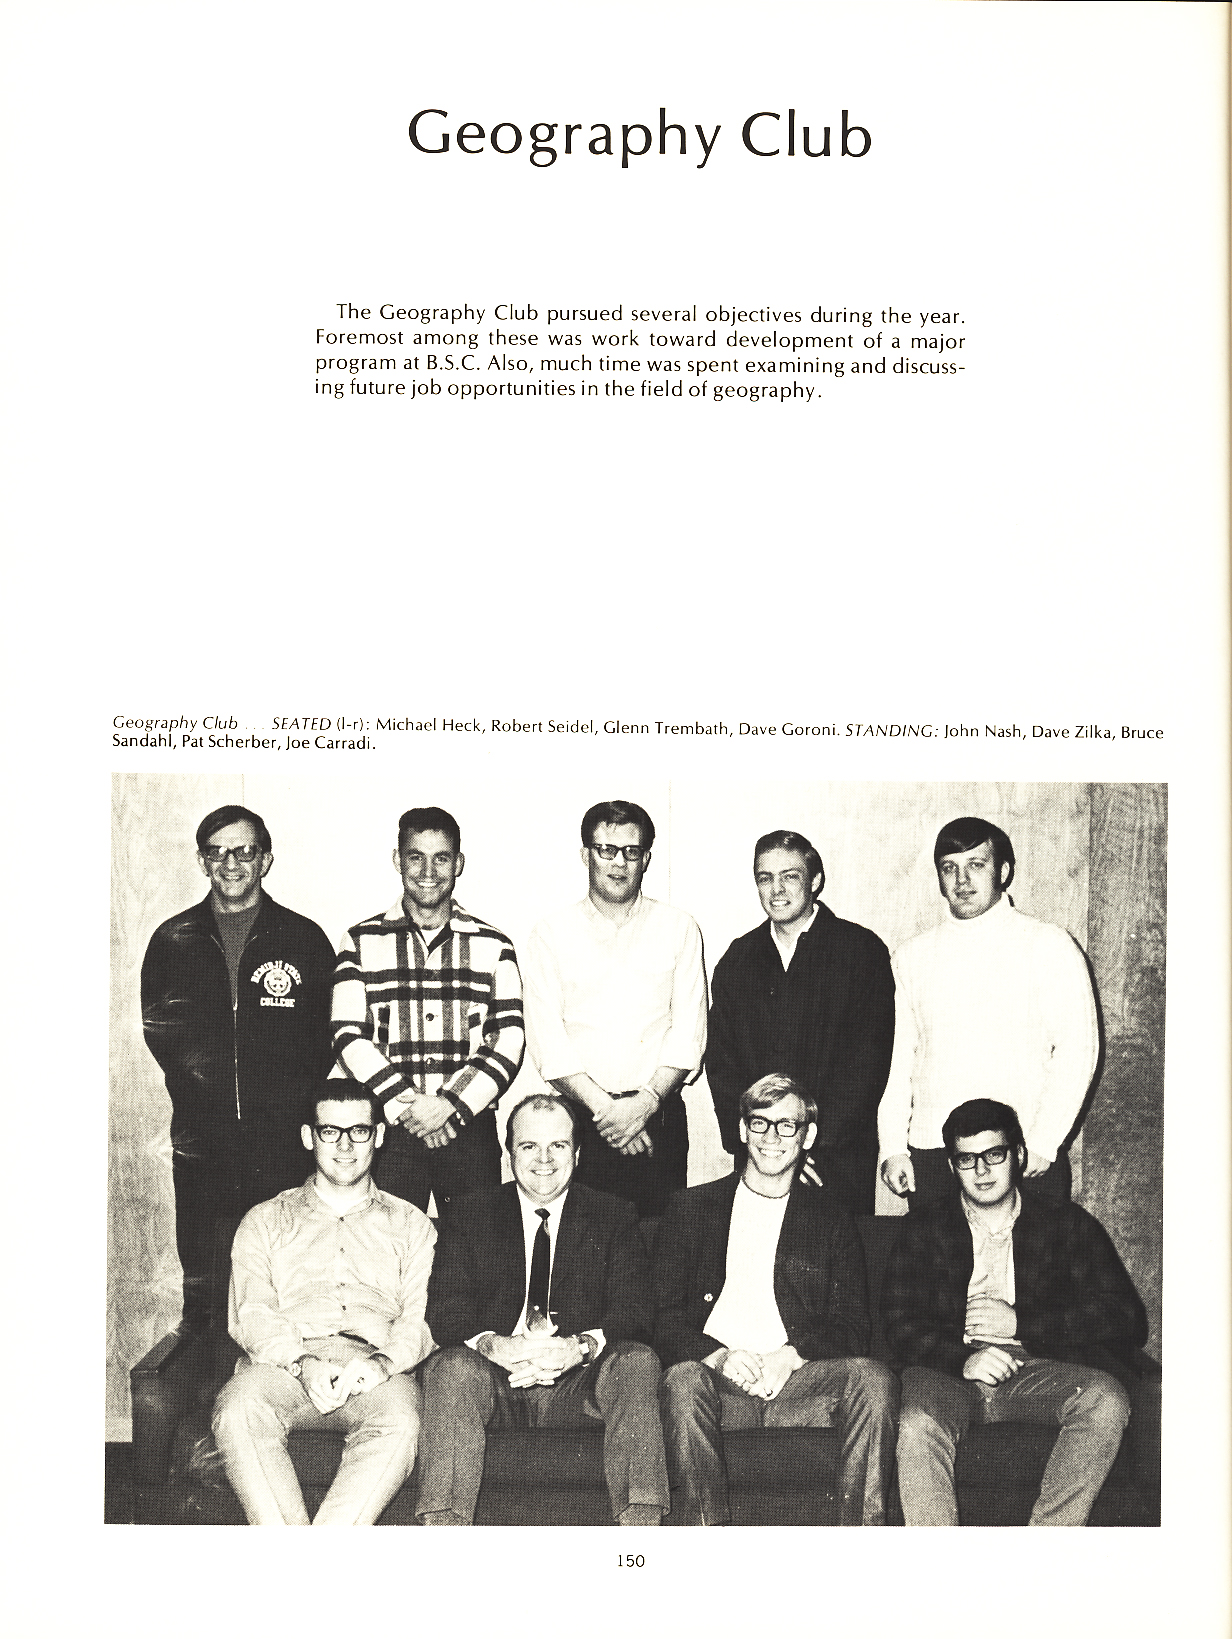 Geography Club
The Geography Club pursued several objectives during the year.
Foremost among these was work toward development of a major
program at B.S.C. Also, much time was spent examining and discuss-
ing future job opportunities in the field of geography.
Geography Club . . . SEATED (l-r): Michael Heck, Robert Seidel, Glenn Trembath, Dave Goroni. STANDING: John Nash, Dave Zilka, Bruce
Sandahl, Pat Scherber, Joe Carradi.
BEMIDJI STATE
COLLEGE
150